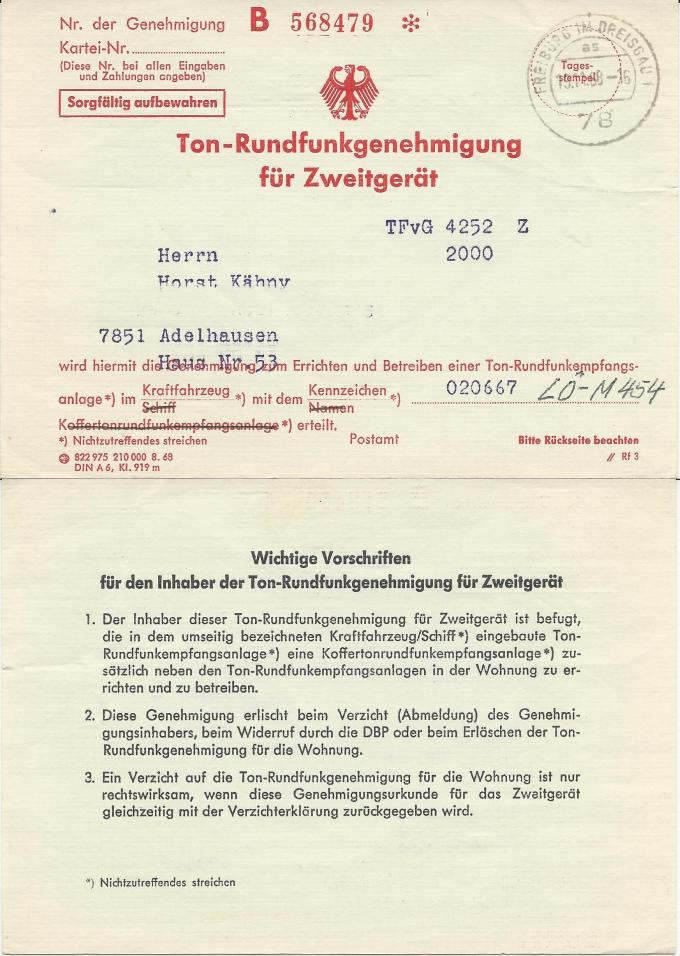 Nr. der Genehmigung B 568479 *
Kartei-Nr.
(Diese Nr. bei allen Eingaben
und Zahlungen angeben)
Sorgfältig aufbewahren
FREIBURG IM BREISGAU 1
as
Tages-
stempel
-16
78
Ton-Rundfunkgenehmigung
für Zweitgerät
TFvG 4252 Z
Herrn 2000
Horst Kähny
7851 Adelhausen
Haus Nr. 53
wird hiermit die Genehmigung zum Errichten und Betreiben einer Ton-Rundfunkempfangs-
anlage*) im Kraftfahrzeug *) mit dem Kennzeichen *) 020667 LÖ-M 454
Schiff Namen
Koffertonrundfunkempfangsanlage *) erteilt.
*) Nichtzutreffendes streichen Postamt Bitte Rückseite beachten
822 975 210 000 8. 68 // Rf 3
DIN A 6, Kl. 919 m
Wichtige Vorschriften
für den Inhaber der Ton-Rundfunkgenehmigung für Zweitgerät
1. Der Inhaber dieser Ton-Rundfunkgenehmigung für Zweitgerät ist befugt,
die in dem umseitig bezeichneten Kraftfahrzeug/Schiff*) eingebaute Ton-
Rundfunkempfangsanlage*) eine Koffertonrundfunkempfangsanlage*) zu-
sätzlich neben den Ton-Rundfunkempfangsanlagen in der Wohnung zu er-
richten und zu betreiben.
2. Diese Genehmigung erlischt beim Verzicht (Abmeldung) des Genehmi-
gungsinhabers, beim Widerruf durch die DBP oder beim Erlöschen der Ton-
Rundfunkgenehmigung für die Wohnung.
3. Ein Verzicht auf die Ton-Rundfunkgenehmigung für die Wohnung ist nur
rechtswirksam, wenn diese Genehmigungsurkunde für das Zweitgerät
gleichzeitig mit der Verzichterklärung zurückgegeben wird.
*) Nichtzutreffendes streichen